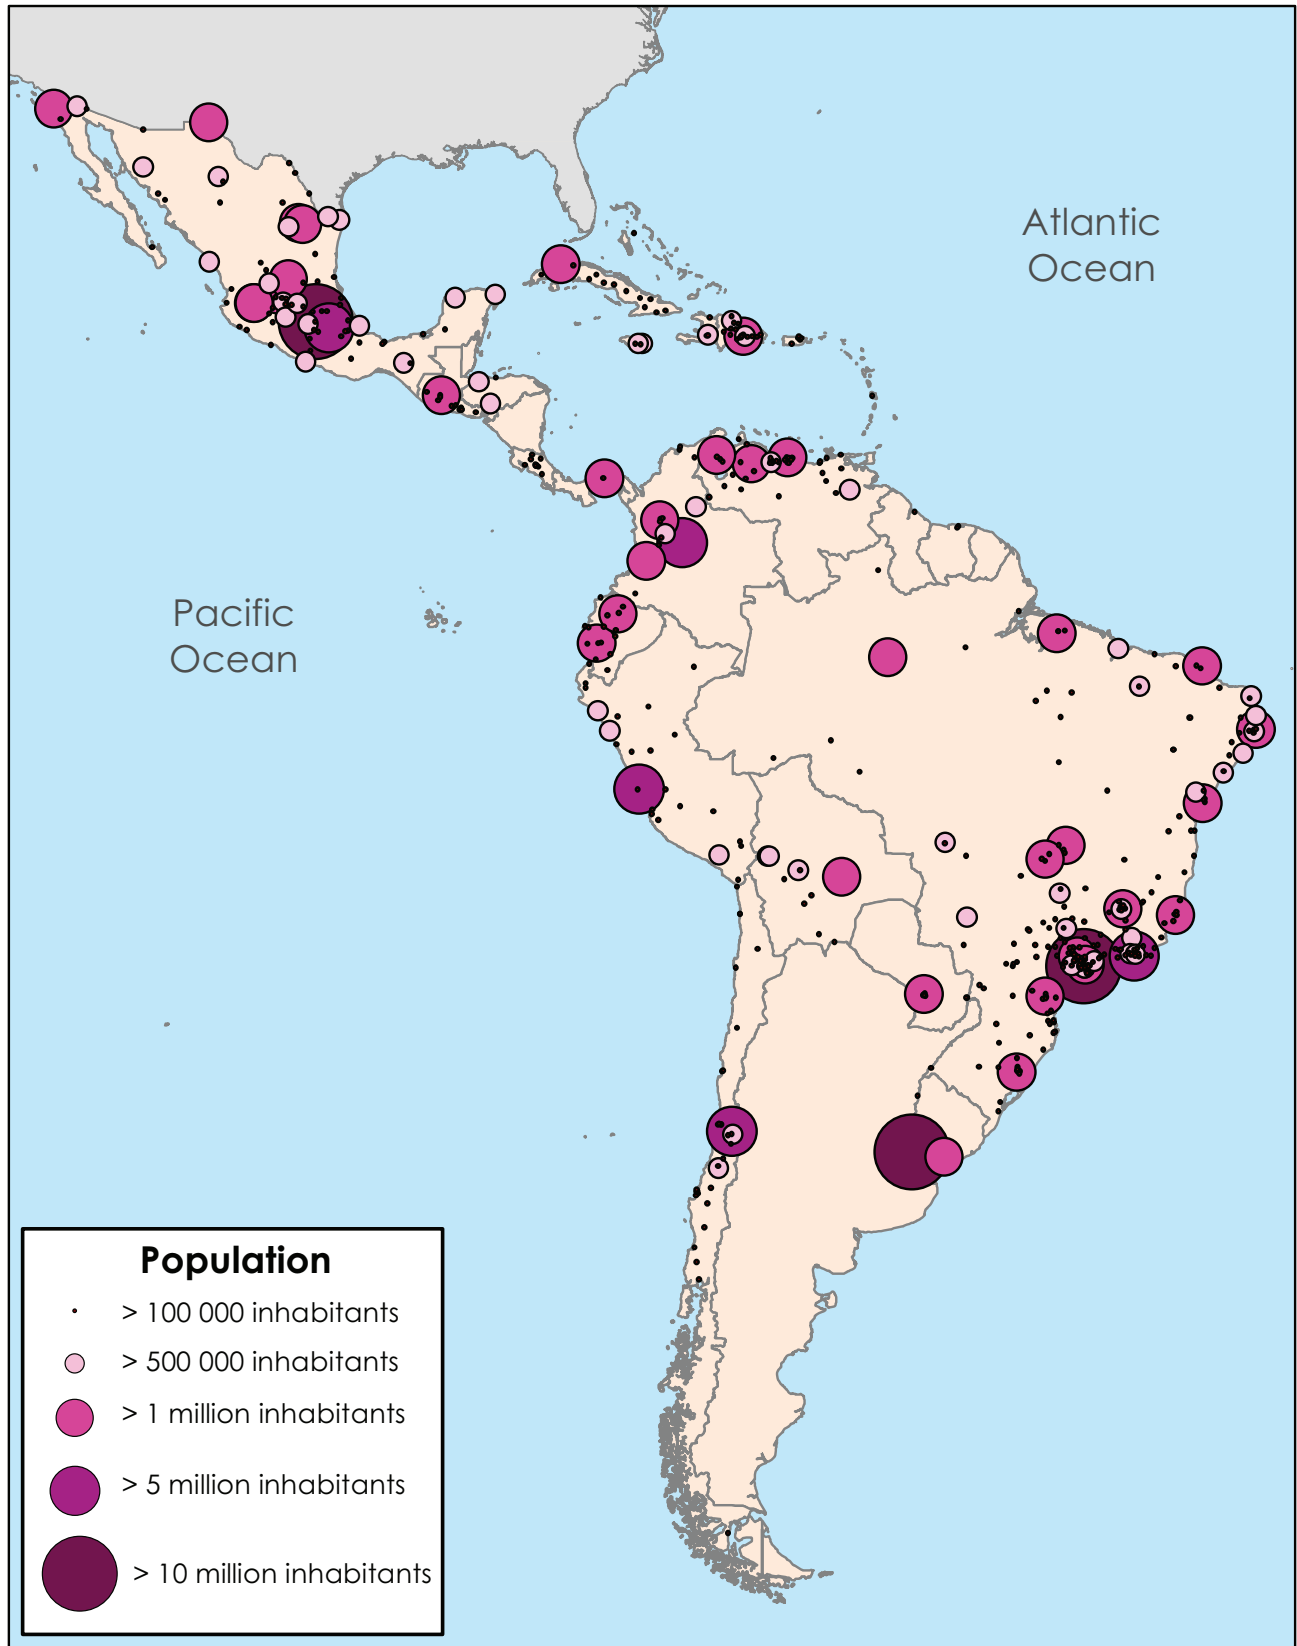 Atlantic
Ocean
Pacific
Ocean
Population
> 100 000 inhabitants
> 500 000 inhabitants
> 1 million inhabitants
> 5 million inhabitants
> 10 million inhabitants